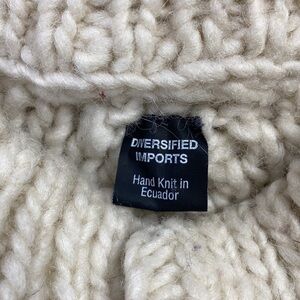 DIVERSIFIED
IMPORTS
Hand Knit in
Ecuador